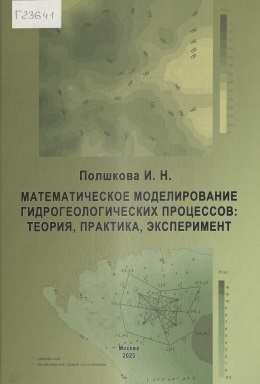 Г23641
Полшкова И. Н.
МАТЕМАТИЧЕСКОЕ МОДЕЛИРОВАНИЕ
ГИДРОГЕОЛОГИЧЕСКИХ ПРОЦЕССОВ:
ТЕОРИЯ, ПРАКТИКА, ЭКСПЕРИМЕНТ
Москва
2023